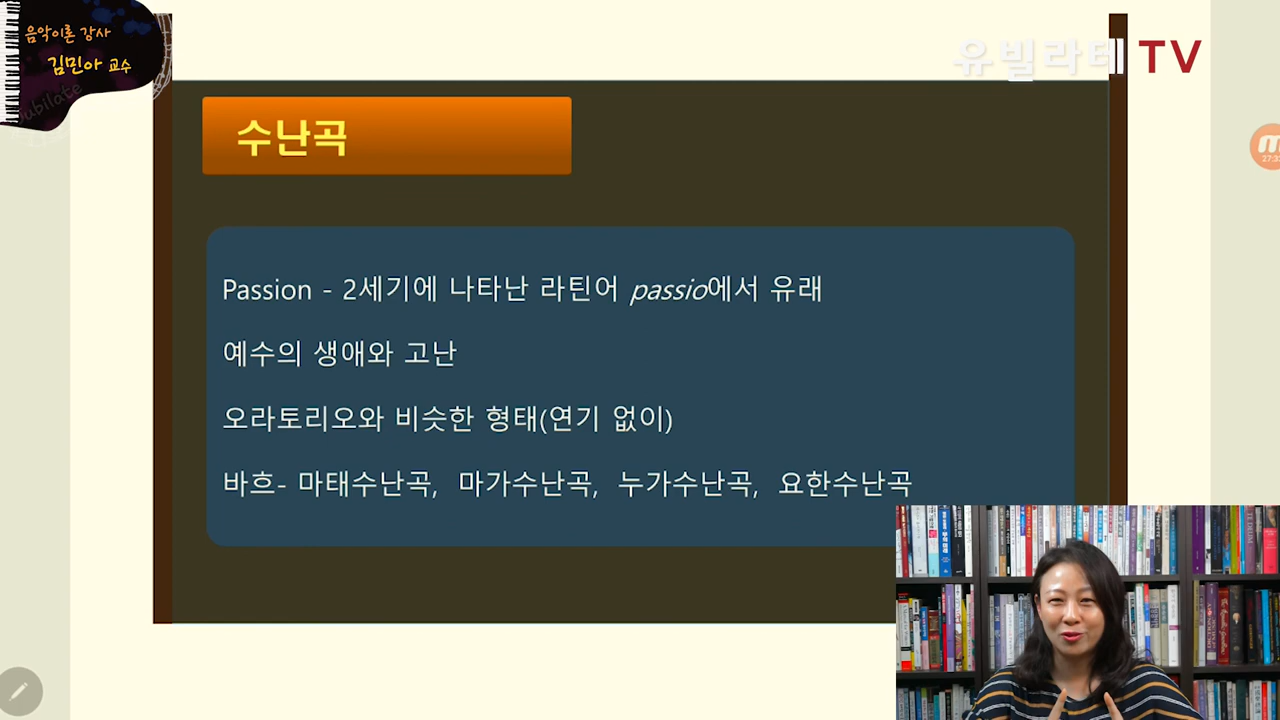 음악이론 강사
김민아 교수
Jubilate
유빌라테 TV
수난곡
Passion - 2세기에 나타난 라틴어 passio에서 유래
예수의 생애와 고난
오라토리오와 비슷한 형태(연기 없이)
바흐- 마태수난곡, 마가수난곡, 누가수난곡, 요한수난곡